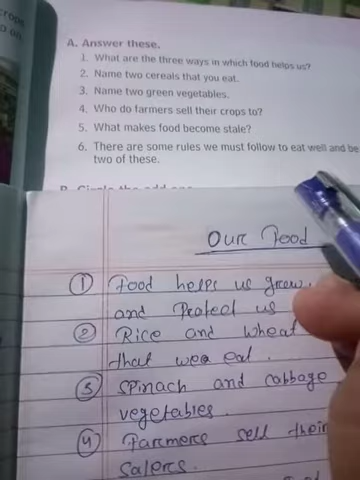 crops
o on
A. Answer these.
1. What are the three ways in which food helps us?
2. Name two cereals that you eat.
3. Name two green vegetables.
4. Who do farmers sell their crops to?
5. What makes food become stale?
6. There are some rules we must follow to eat well and be
two of these.
Our Food
① Food helps us grow.
and Protect us
② Rice and wheat
that wee eat.
③ spinach and cabbage
vegetables.
④ Farmers sell their
Salers.